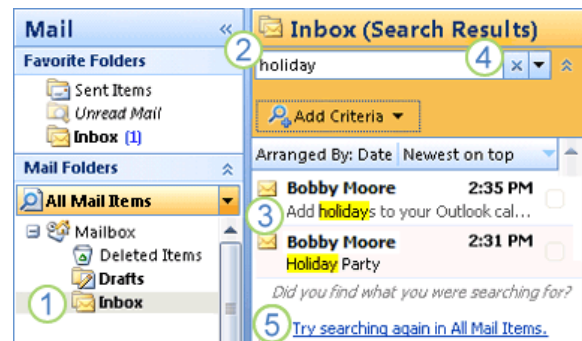 Mail
Favorite Folders
Sent Items
Unread Mail
Inbox (1)
Mail Folders
All Mail Items
Mailbox
Deleted Items
Drafts
1
Inbox
Inbox (Search Results)
2
holiday
4
Add Criteria
Arranged By: Date Newest on top
Bobby Moore 2:35 PM
3
Add holidays to your Outlook cal...
Bobby Moore 2:31 PM
Holiday Party
Did you find what you were searching for?
5
Try searching again in All Mail Items.